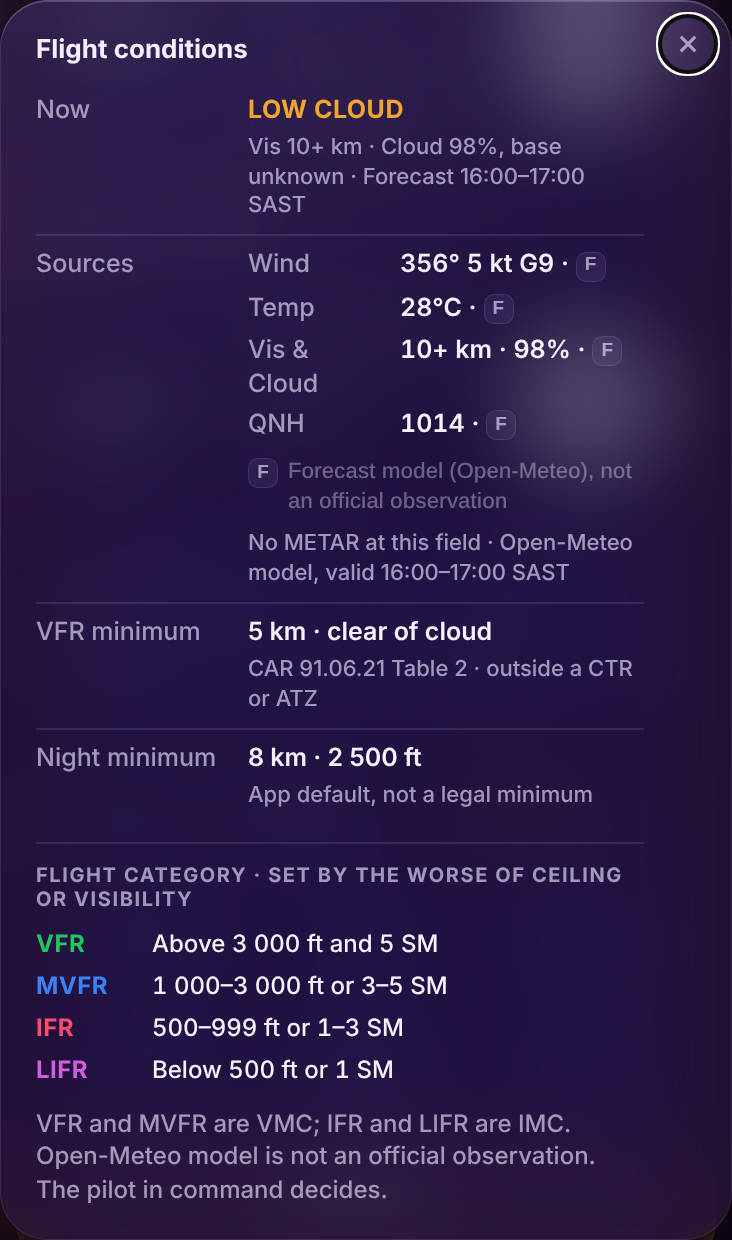 Flight conditions
Now
LOW CLOUD
Vis 10+ km · Cloud 98%, base
unknown · Forecast 16:00–17:00
SAST
Sources
Wind 356° 5 kt G9 · F
Temp 28°C · F
Vis & 10+ km · 98% · F
Cloud
QNH 1014 · F
F Forecast model (Open-Meteo), not
an official observation
No METAR at this field · Open-Meteo
model, valid 16:00–17:00 SAST
VFR minimum 5 km · clear of cloud
CAR 91.06.21 Table 2 · outside a CTR
or ATZ
Night minimum 8 km · 2 500 ft
App default, not a legal minimum
FLIGHT CATEGORY · SET BY THE WORSE OF CEILING
OR VISIBILITY
VFR Above 3 000 ft and 5 SM
MVFR 1 000–3 000 ft or 3–5 SM
IFR 500–999 ft or 1–3 SM
LIFR Below 500 ft or 1 SM
VFR and MVFR are VMC; IFR and LIFR are IMC.
Open-Meteo model is not an official observation.
The pilot in command decides.